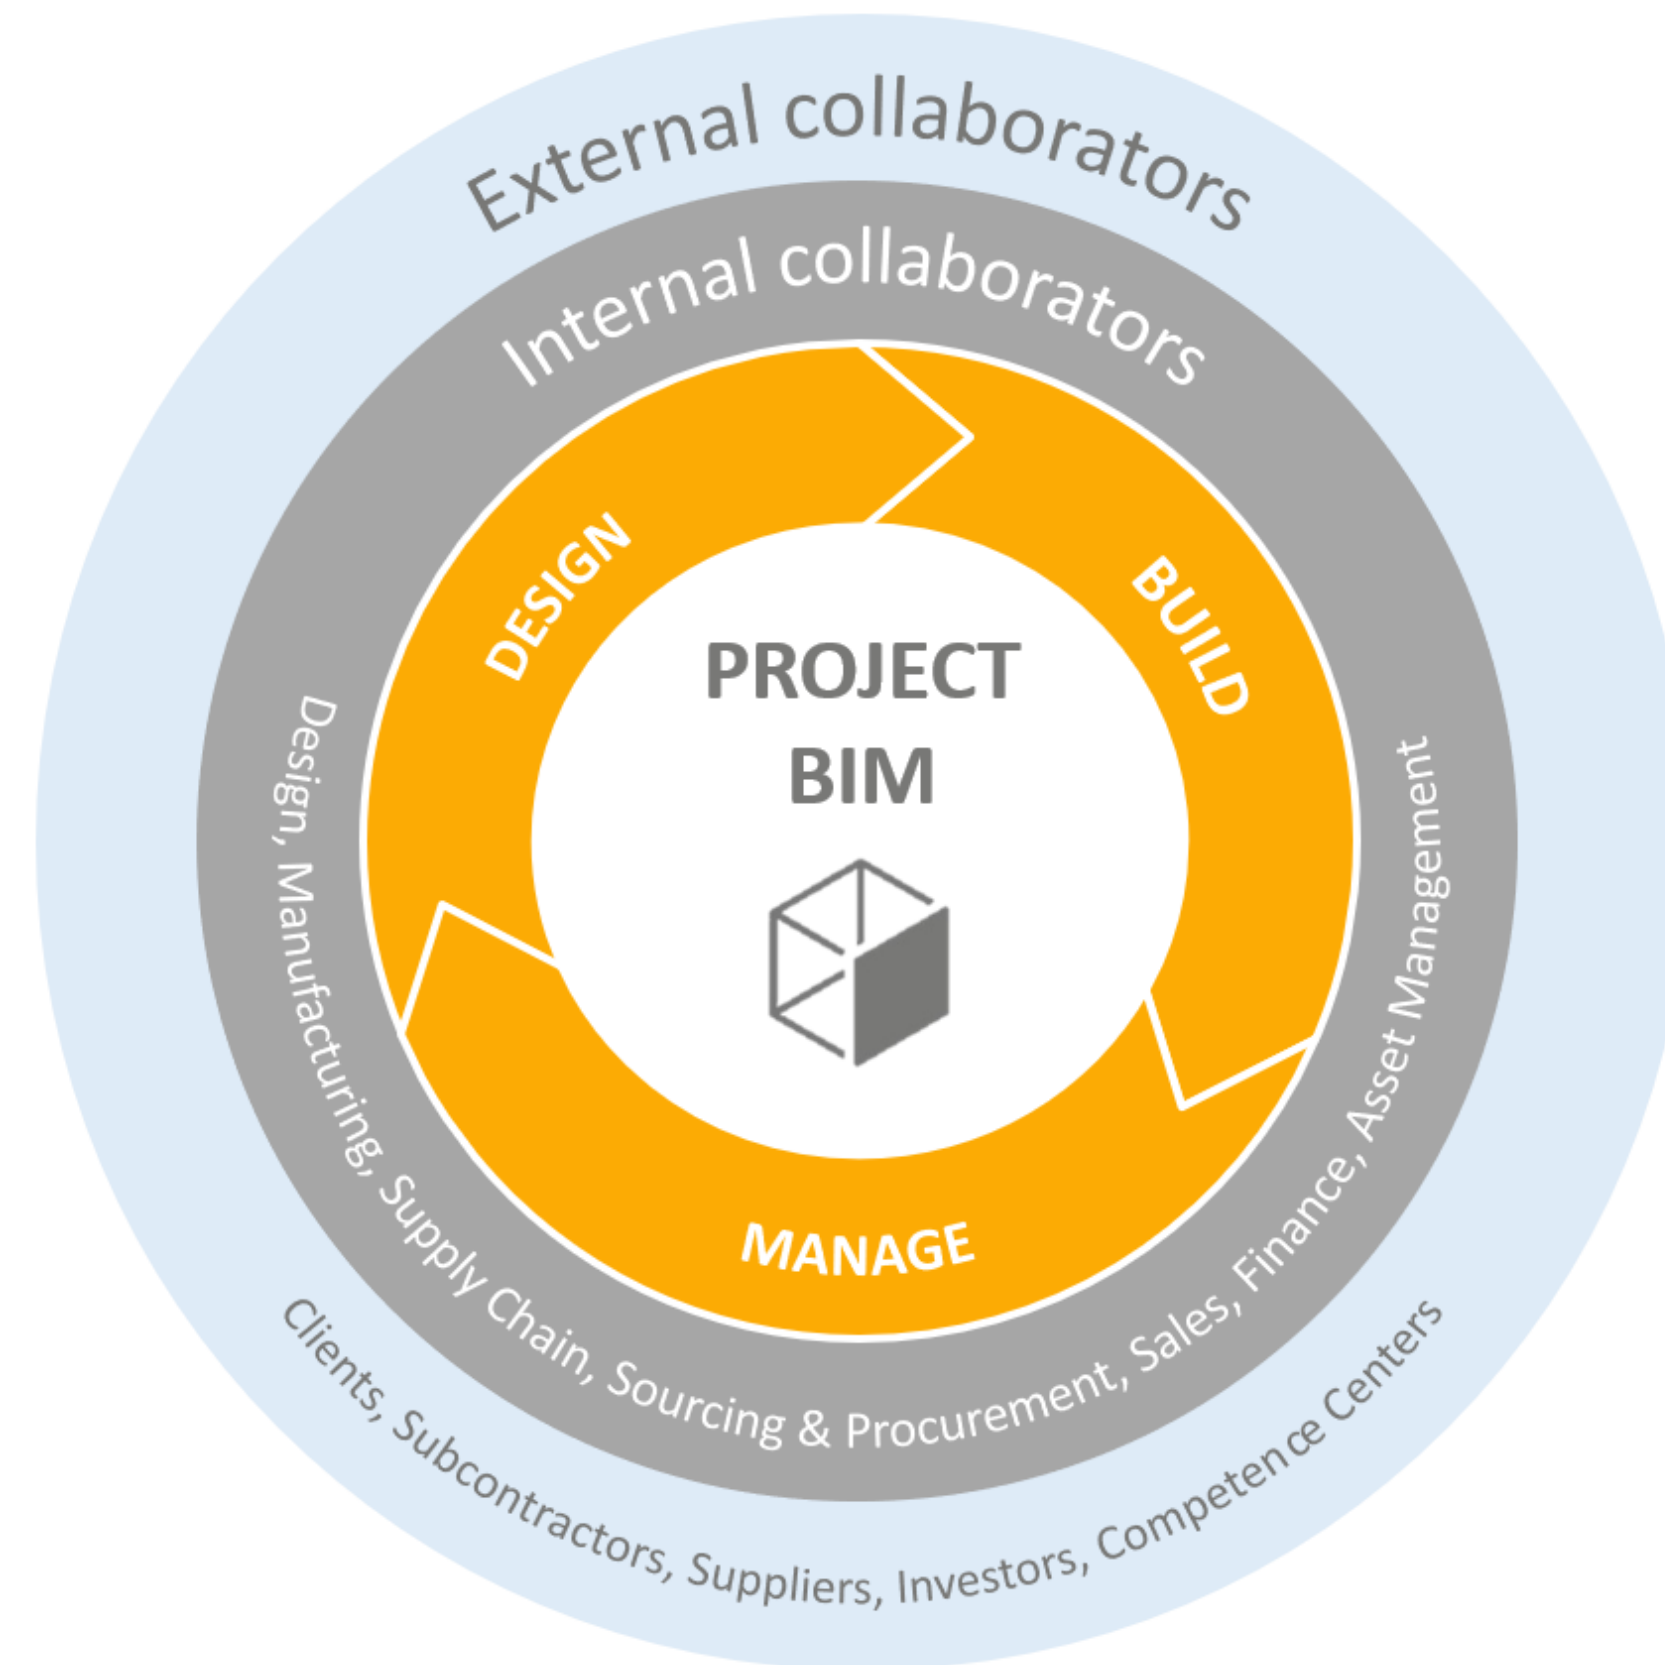 External collaborators
Internal collaborators
DESIGN
BUILD
PROJECT
BIM
MANAGE
Design, Manufacturing, Supply Chain, Sourcing & Procurement, Sales, Finance, Asset Management
Clients, Subcontractors, Suppliers, Investors, Competence Centers